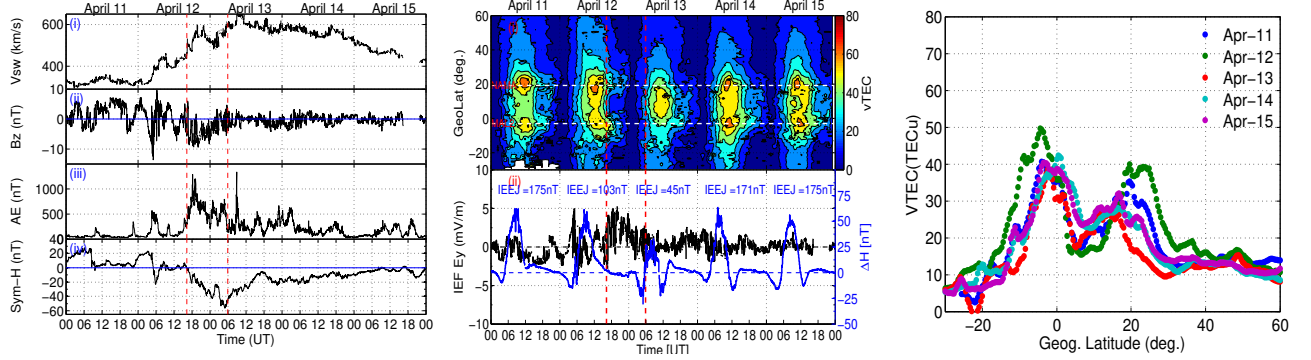 April 11 April 12 April 13 April 14 April 15
(i)
Vsw (km/s)
600
400
(ii)
Bz (nT)
10
0
−10
(iii)
AE (nT)
1000
500
(iv)
Sym−H (nT)
40
20
0
−20
−40
−60
00 06 12 18 00 06 12 18 00 06 12 18 00 06 12 18 00 06 12 18 00
Time (UT)
April 11 April 12 April 13 April 14 April 15
GeoLat (deg.)
60
40
20
0
−20
vTEC
80
60
40
20
0
(ii)
IEEJ =175nT IEEJ =103nT IEEJ =45nT IEEJ =171nT IEEJ =175nT
IEF Ey (mV/m)
10
5
0
−5
−10
ΔH [nT]
75
50
25
0
−25
−50
00 06 12 18 00 06 12 18 00 06 12 18 00 06 12 18 00 06 12 18 00
Time [UT]
VTEC(TECu)
80
70
60
50
40
30
20
10
0
Apr−11
Apr−12
Apr−13
Apr−14
Apr−15
−20 0 20 40 60
Geog. Latitude (deg.)